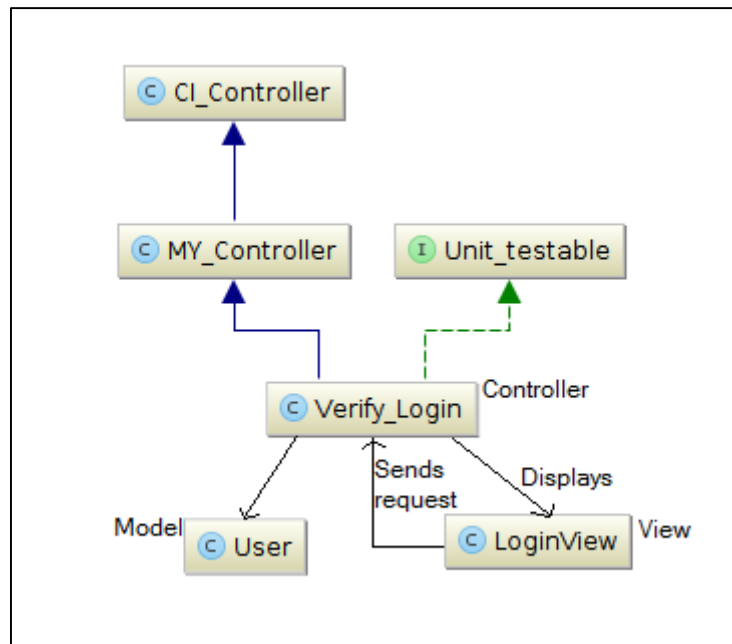 C CI_Controller
C MY_Controller
I Unit_testable
C Verify_Login
Controller
Sends
request
Displays
Model
C User
C LoginView
View